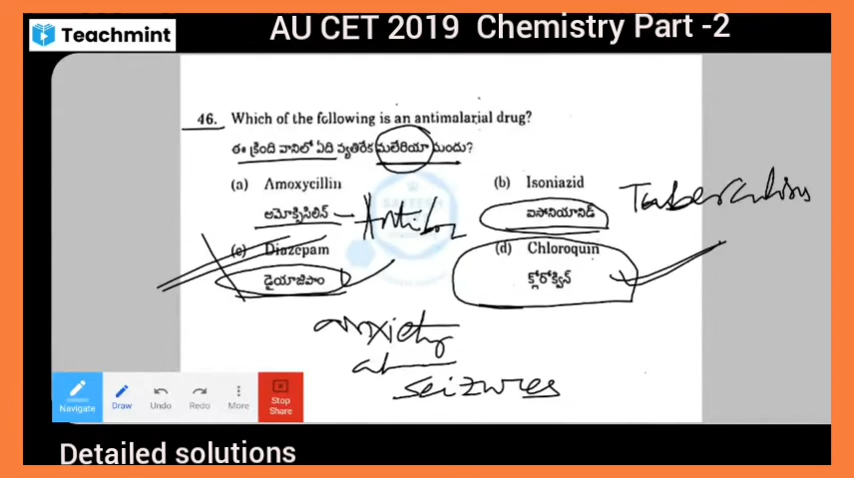 Teachmint
AU CET 2019 Chemistry Part -2
46. Which of the following is an antimalarial drug?
ఈ క్రింది వానిలో ఏది వ్యతిరేక మలేరియా మందు?
(a) Amoxycillin
అమోక్సిసిలిన్
(b) Isoniazid
ఐసోనియానిడ్
(c) Diazepam
డైయాజిపాం
(d) Chloroquin
క్లోరోక్విన్
anxiety
seizures
Navigate
Draw
Undo
Redo
More
Stop
Share
Detailed solutions